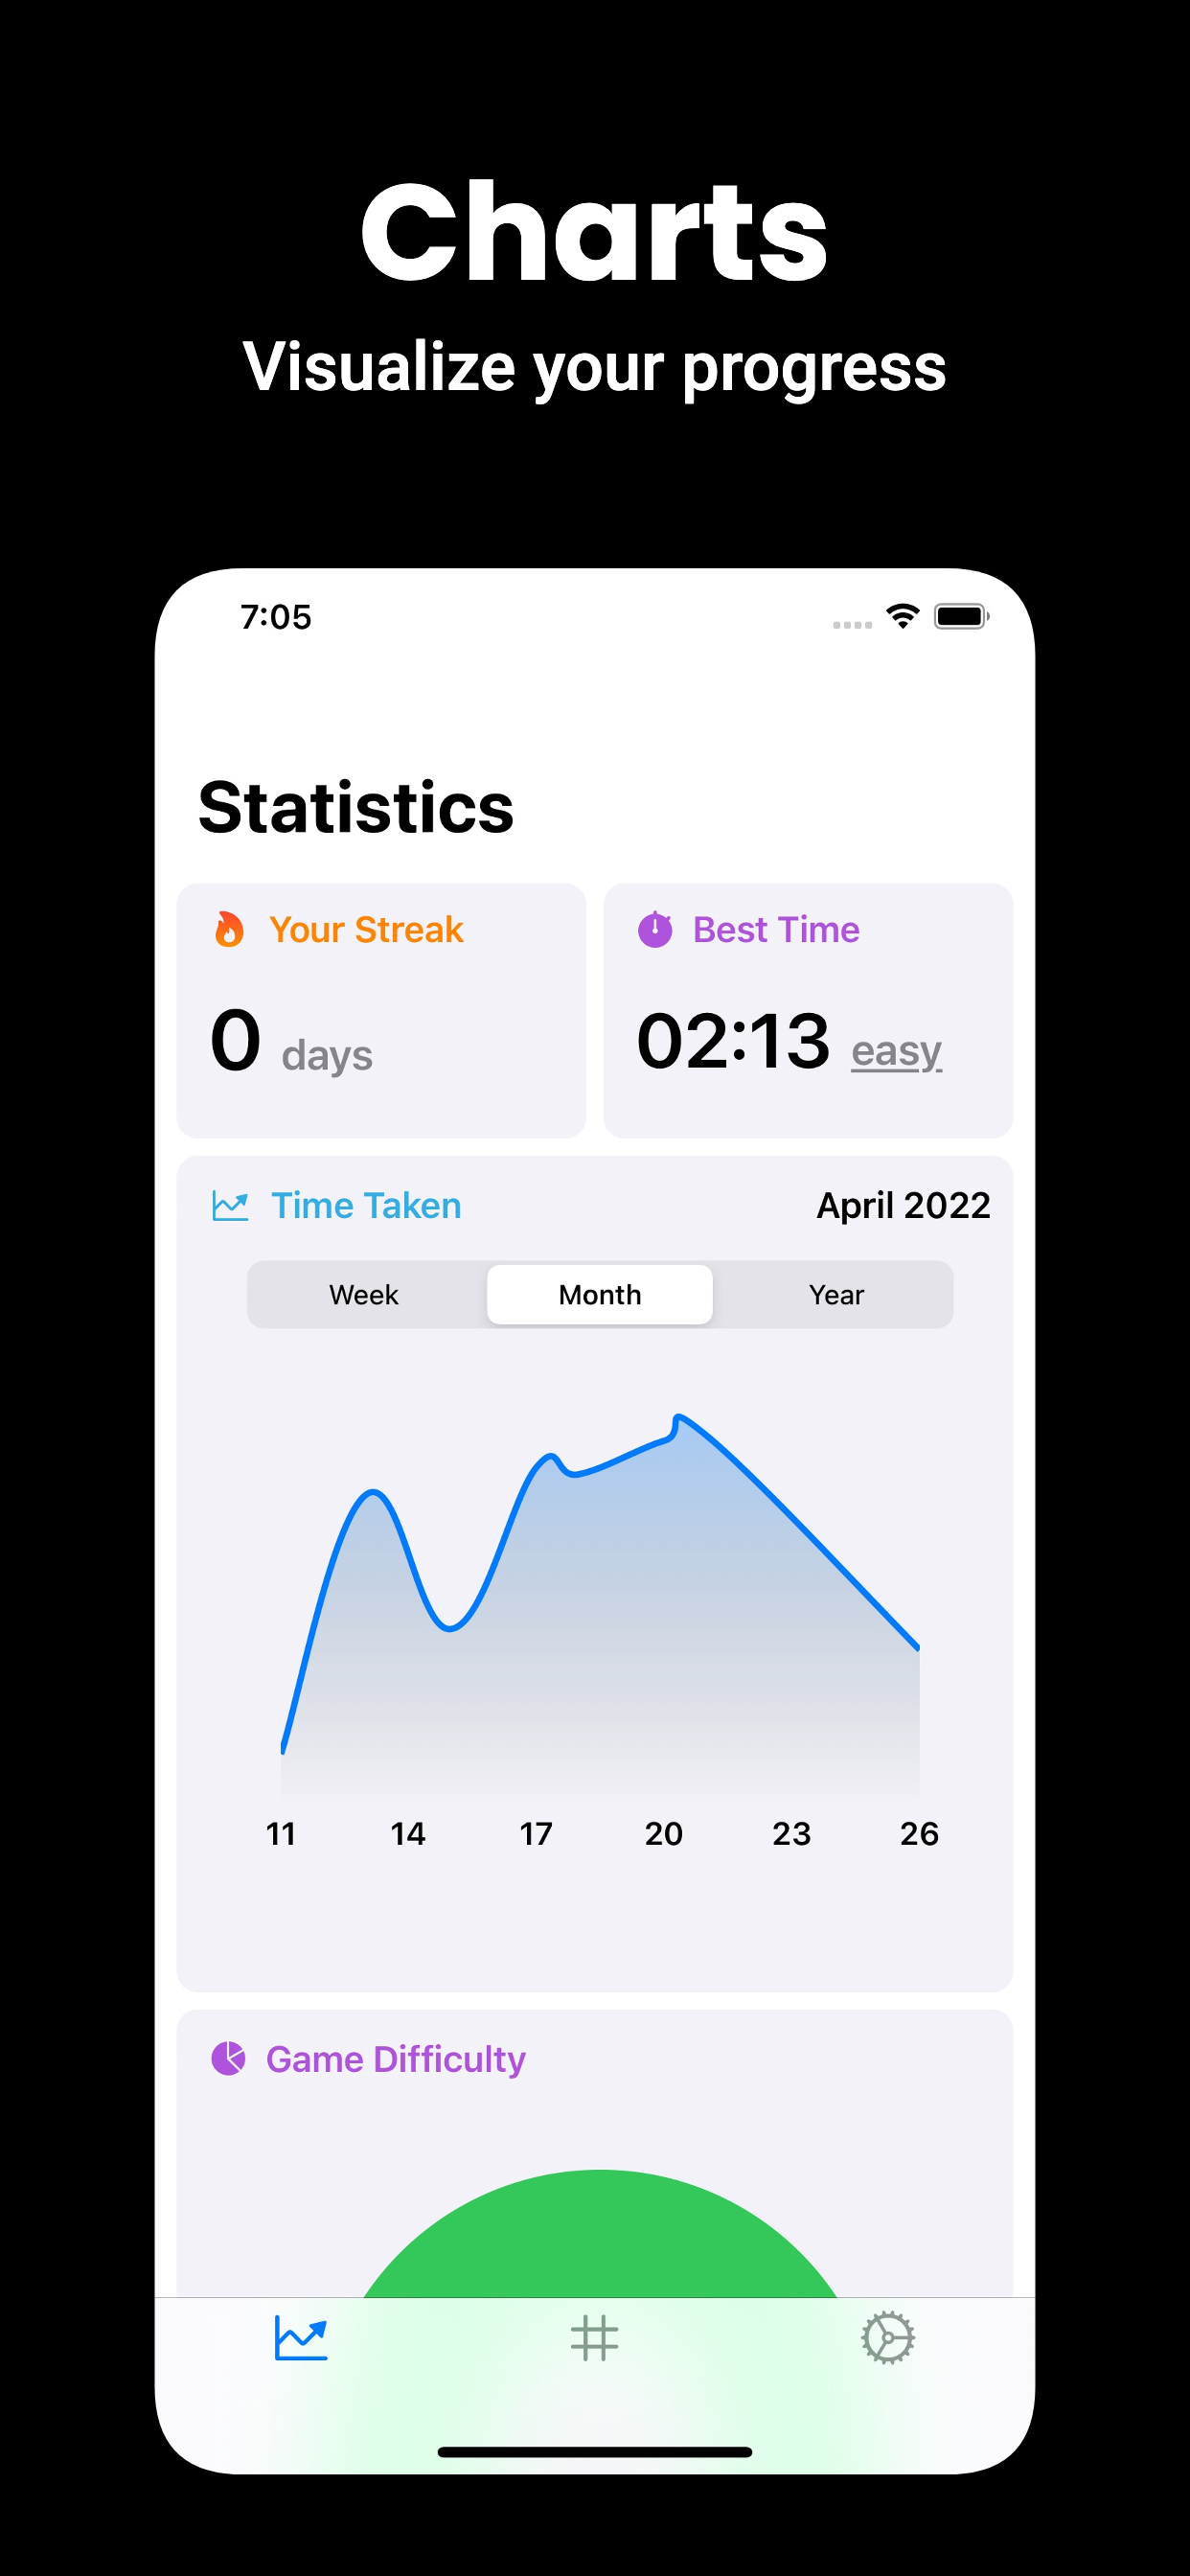 Charts
Visualize your progress
7:05
Statistics
Your Streak
Best Time
0 days
02:13 easy
Time Taken
April 2022
Week
Month
Year
11 14 17 20 23 26
Game Difficulty